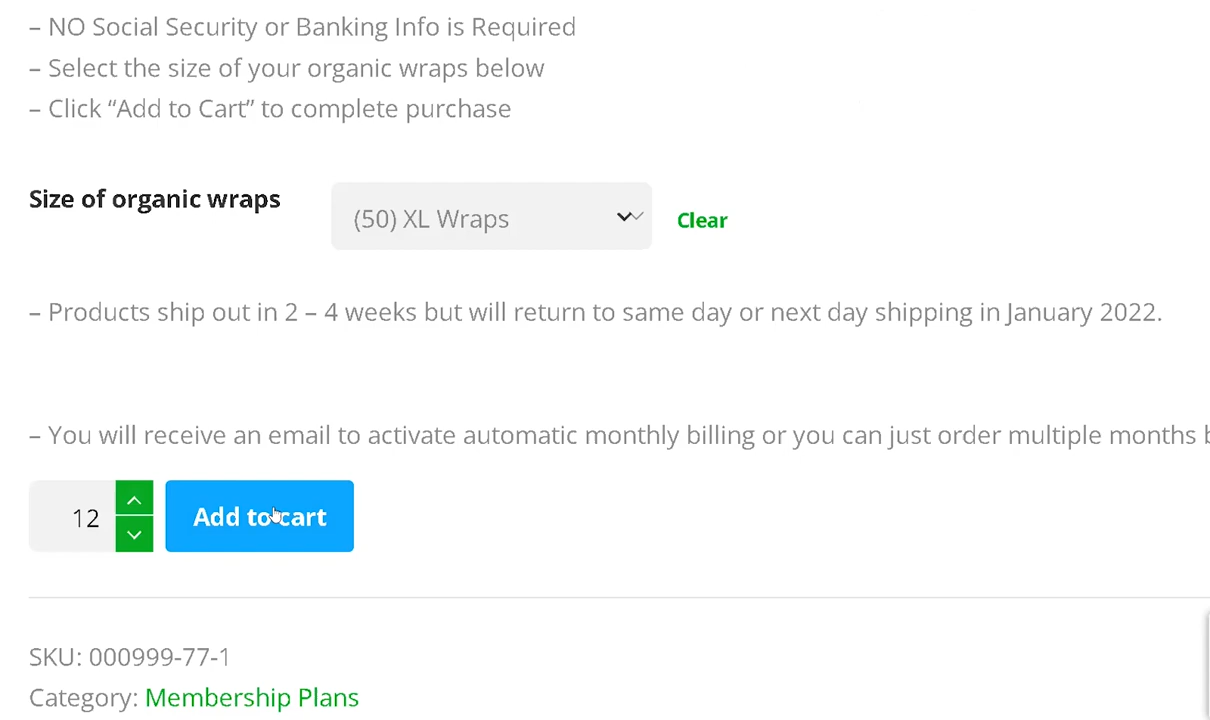 – NO Social Security or Banking Info is Required
– Select the size of your organic wraps below
– Click “Add to Cart” to complete purchase
Size of organic wraps
(50) XL Wraps
Clear
– Products ship out in 2 – 4 weeks but will return to same day or next day shipping in January 2022.
– You will receive an email to activate automatic monthly billing or you can just order multiple months
12
Add to cart
SKU: 000999-77-1
Category: Membership Plans